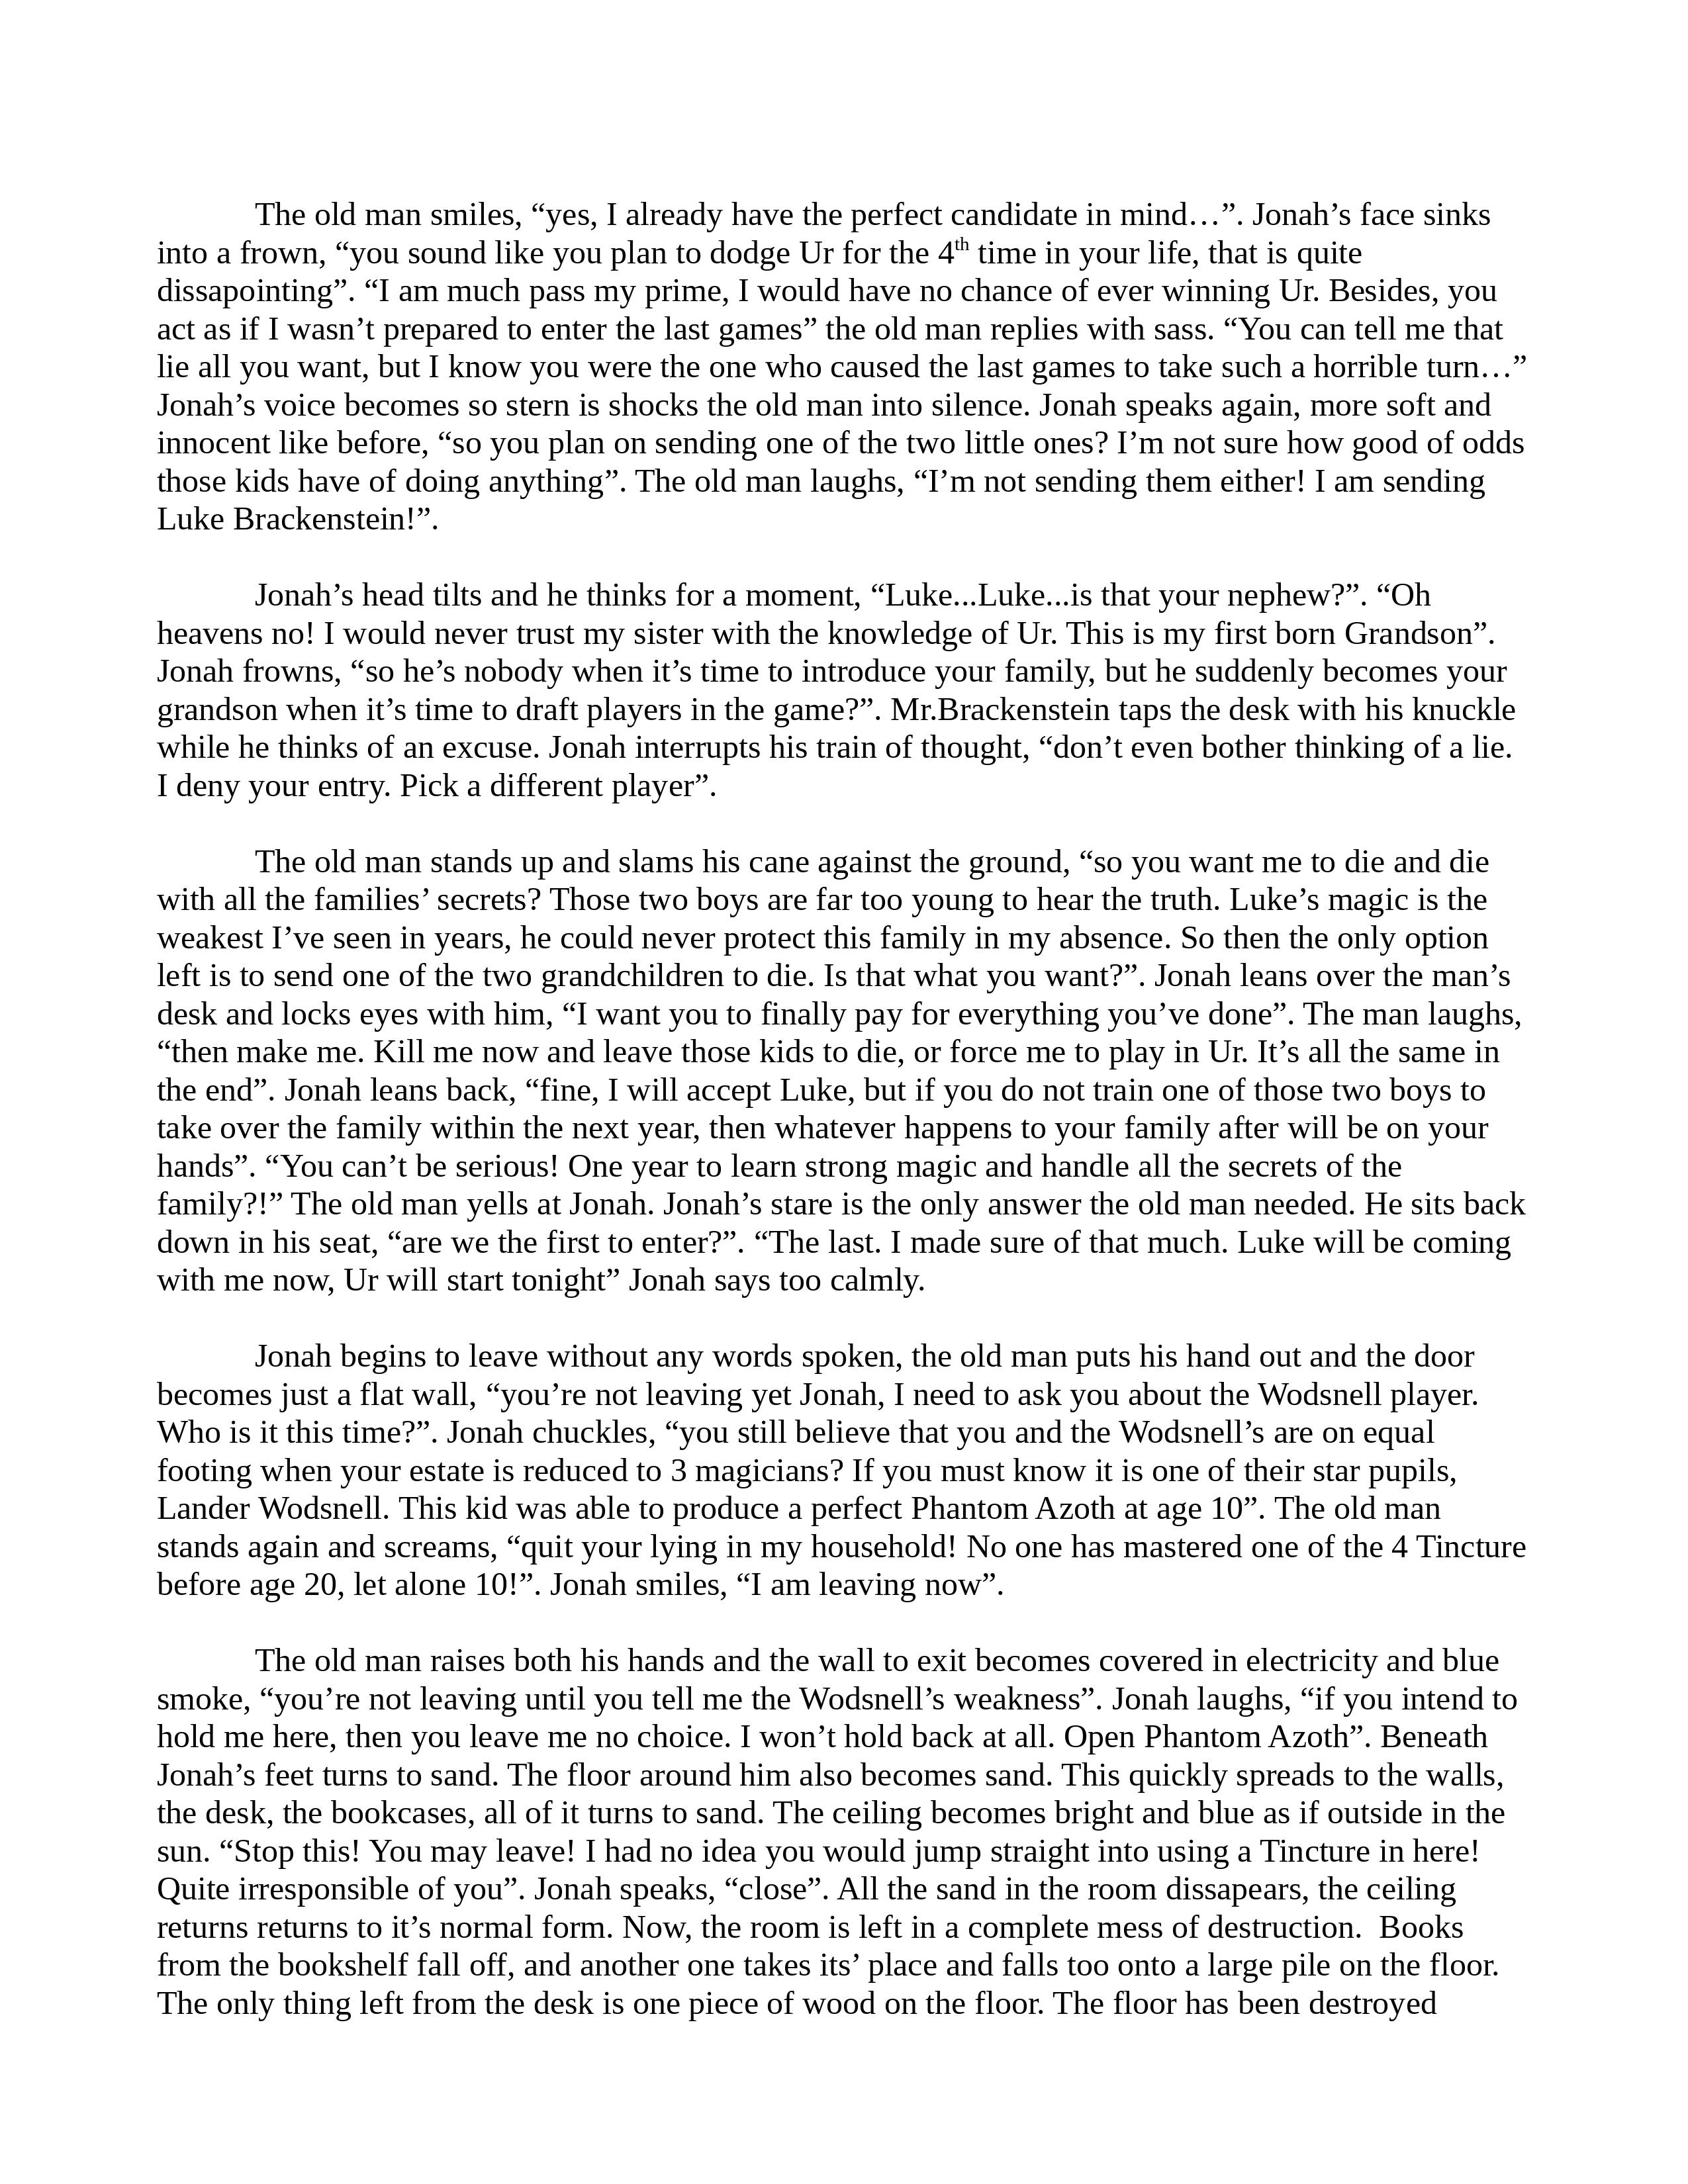 The old man smiles, “yes, I already have the perfect candidate in mind…”. Jonah’s face sinks
into a frown, “you sound like you plan to dodge Ur for the 4th time in your life, that is quite
dissapointing”. “I am much pass my prime, I would have no chance of ever winning Ur. Besides, you
act as if I wasn’t prepared to enter the last games” the old man replies with sass. “You can tell me that
lie all you want, but I know you were the one who caused the last games to take such a horrible turn…”
Jonah’s voice becomes so stern is shocks the old man into silence. Jonah speaks again, more soft and
innocent like before, “so you plan on sending one of the two little ones? I’m not sure how good of odds
those kids have of doing anything”. The old man laughs, “I’m not sending them either! I am sending
Luke Brackenstein!”.
Jonah’s head tilts and he thinks for a moment, “Luke...Luke...is that your nephew?”. “Oh
heavens no! I would never trust my sister with the knowledge of Ur. This is my first born Grandson”.
Jonah frowns, “so he’s nobody when it’s time to introduce your family, but he suddenly becomes your
grandson when it’s time to draft players in the game?”. Mr.Brackenstein taps the desk with his knuckle
while he thinks of an excuse. Jonah interrupts his train of thought, “don’t even bother thinking of a lie.
I deny your entry. Pick a different player”.
The old man stands up and slams his cane against the ground, “so you want me to die and die
with all the families’ secrets? Those two boys are far too young to hear the truth. Luke’s magic is the
weakest I’ve seen in years, he could never protect this family in my absence. So then the only option
left is to send one of the two grandchildren to die. Is that what you want?”. Jonah leans over the man’s
desk and locks eyes with him, “I want you to finally pay for everything you’ve done”. The man laughs,
“then make me. Kill me now and leave those kids to die, or force me to play in Ur. It’s all the same in
the end”. Jonah leans back, “fine, I will accept Luke, but if you do not train one of those two boys to
take over the family within the next year, then whatever happens to your family after will be on your
hands”. “You can’t be serious! One year to learn strong magic and handle all the secrets of the
family?!” The old man yells at Jonah. Jonah’s stare is the only answer the old man needed. He sits back
down in his seat, “are we the first to enter?”. “The last. I made sure of that much. Luke will be coming
with me now, Ur will start tonight” Jonah says too calmly.
Jonah begins to leave without any words spoken, the old man puts his hand out and the door
becomes just a flat wall, “you’re not leaving yet Jonah, I need to ask you about the Wodsnell player.
Who is it this time?”. Jonah chuckles, “you still believe that you and the Wodsnell’s are on equal
footing when your estate is reduced to 3 magicians? If you must know it is one of their star pupils,
Lander Wodsnell. This kid was able to produce a perfect Phantom Azoth at age 10”. The old man
stands again and screams, “quit your lying in my household! No one has mastered one of the 4 Tincture
before age 20, let alone 10!”. Jonah smiles, “I am leaving now”.
The old man raises both his hands and the wall to exit becomes covered in electricity and blue
smoke, “you’re not leaving until you tell me the Wodsnell’s weakness”. Jonah laughs, “if you intend to
hold me here, then you leave me no choice. I won’t hold back at all. Open Phantom Azoth”. Beneath
Jonah’s feet turns to sand. The floor around him also becomes sand. This quickly spreads to the walls,
the desk, the bookcases, all of it turns to sand. The ceiling becomes bright and blue as if outside in the
sun. “Stop this! You may leave! I had no idea you would jump straight into using a Tincture in here!
Quite irresponsible of you”. Jonah speaks, “close”. All the sand in the room dissapears, the ceiling
returns returns to it’s normal form. Now, the room is left in a complete mess of destruction.  Books
from the bookshelf fall off, and another one takes its’ place and falls too onto a large pile on the floor.
The only thing left from the desk is one piece of wood on the floor. The floor has been destroyed